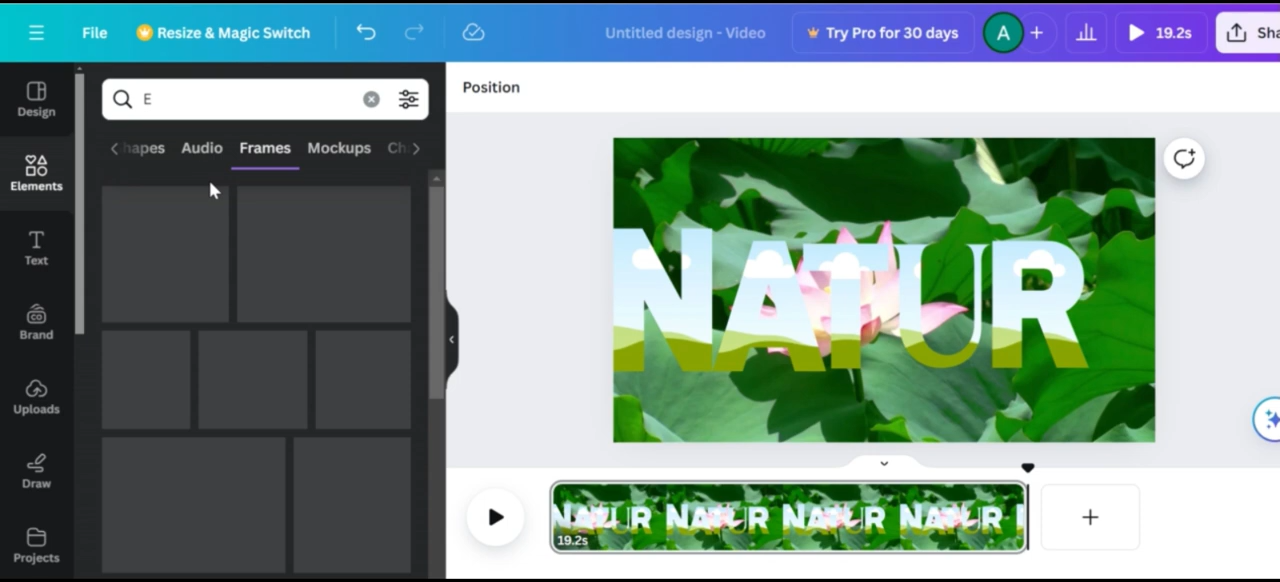 File
Resize & Magic Switch
Untitled design - Video
Try Pro for 30 days
A
19.2s
Sha
Design
Elements
Text
Brand
Uploads
Draw
Projects
E
hapes
Audio
Frames
Mockups
Ch
Position
NATUR
NATUR NATUR NATUR NATUR
19.2s